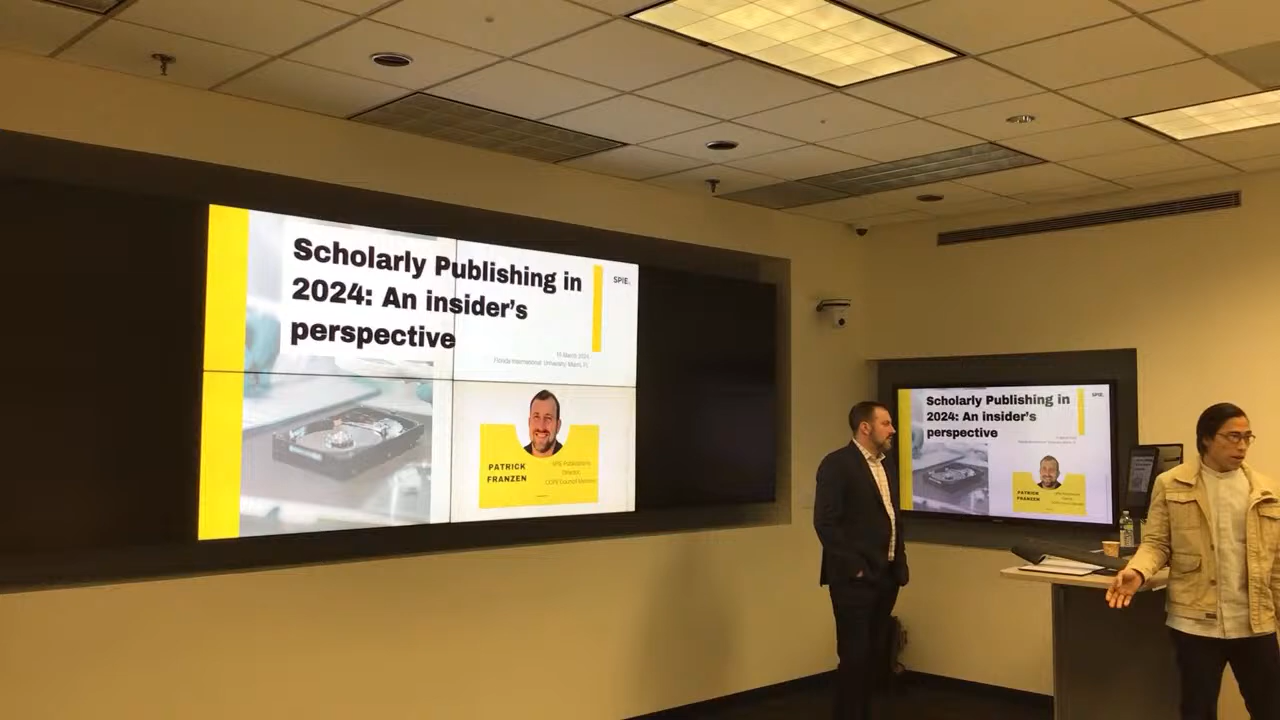 Scholarly Publishing in
2024: An insider's
perspective
SPIE.
15 March 2024,
Florida International University, Miami, FL
PATRICK
FRANZEN
SPIE Publications
Director,
COPE Council Member
Scholarly Publishing in
2024: An insider's
perspective
SPIE.
PATRICK
FRANZEN